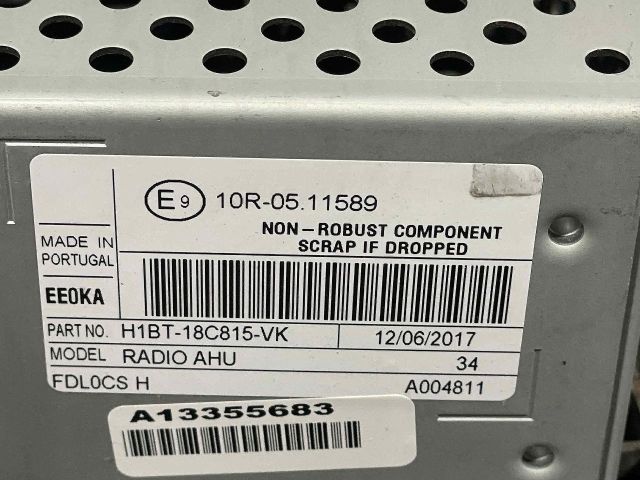 E9 10R-05.11589
NON-ROBUST COMPONENT
SCRAP IF DROPPED
MADE IN
PORTUGAL
EEOKA
PART NO. H1BT-18C815-VK 12/06/2017
MODEL RADIO AHU 34
FDL0CS H A004811
A13355683